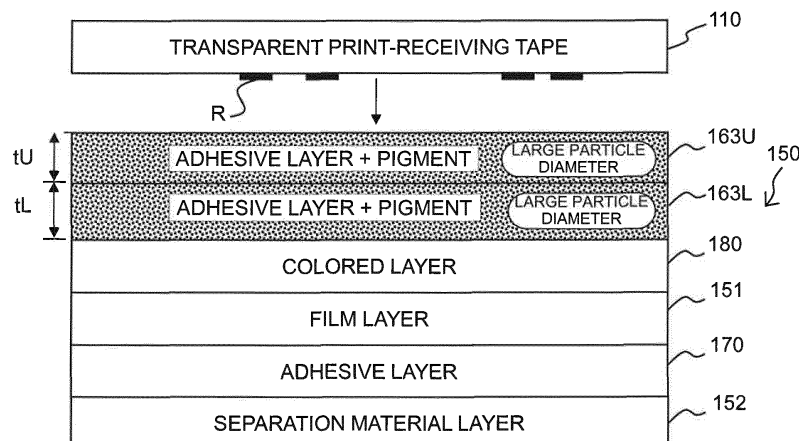 TRANSPARENT PRINT-RECEIVING TAPE
110
R
tU
ADHESIVE LAYER + PIGMENT
LARGE PARTICLE
DIAMETER
163U
150
tL
ADHESIVE LAYER + PIGMENT
LARGE PARTICLE
DIAMETER
163L
COLORED LAYER
180
FILM LAYER
151
ADHESIVE LAYER
170
SEPARATION MATERIAL LAYER
152